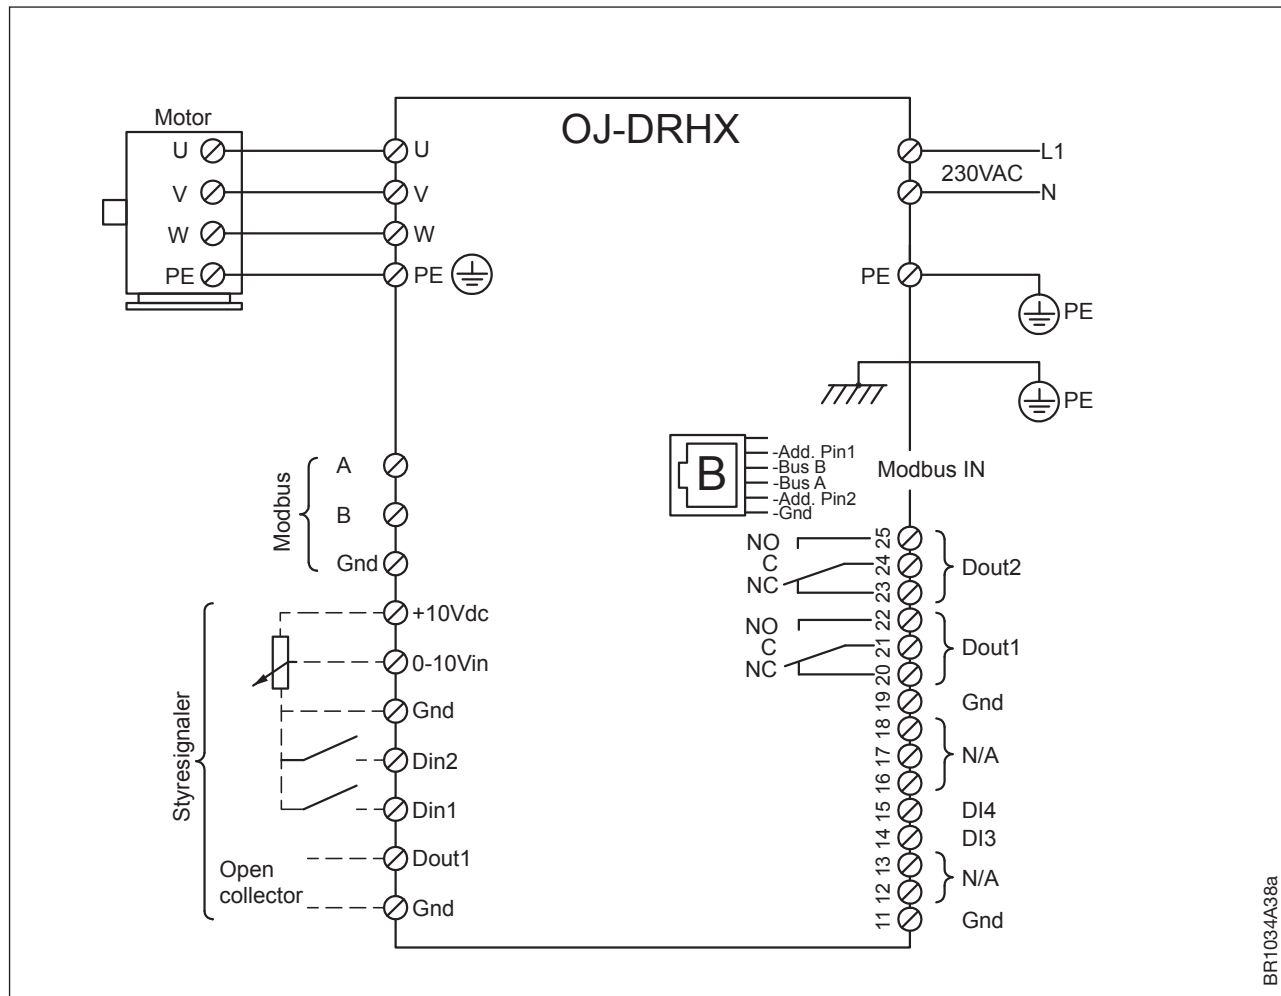 OJ-DRHX
Motor
U
V
W
PE
U
V
W
PE
L1
230VAC
N
PE
PE
PE
Modbus
A
B
Gnd
Styresignaler
+10Vdc
0-10Vin
Gnd
Din2
Din1
Dout1
Open
collector
Gnd
B
-Add. Pin1
-Bus B
-Bus A
-Add. Pin2
-Gnd
Modbus IN
NO
C
NC
25
24
23
Dout2
NO
C
NC
22
21
20
Dout1
19
Gnd
18
17
16
N/A
15
DI4
14
DI3
13
12
N/A
11
Gnd
BR1034A38a